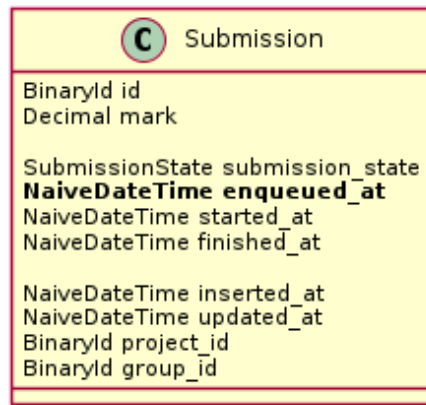 C Submission
BinaryId id
Decimal mark
SubmissionState submission_state
NaiveDateTime enqueued_at
NaiveDateTime started_at
NaiveDateTime finished_at
NaiveDateTime inserted_at
NaiveDateTime updated_at
BinaryId project_id
BinaryId group_id